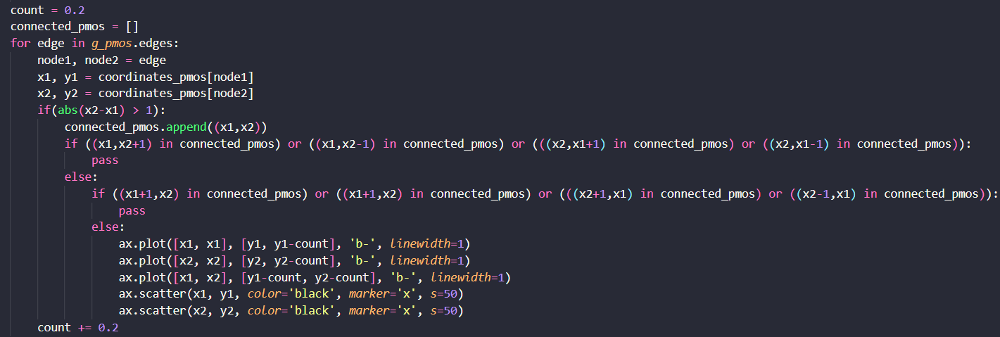 count = 0.2
connected_pmos = []
for edge in g_pmos.edges:
    node1, node2 = edge
    x1, y1 = coordinates_pmos[node1]
    x2, y2 = coordinates_pmos[node2]
    if(abs(x2-x1) > 1):
        connected_pmos.append((x1,x2))
        if ((x1,x2+1) in connected_pmos) or ((x1,x2-1) in connected_pmos) or (((x2,x1+1) in connected_pmos) or ((x2,x1-1) in connected_pmos)):
            pass
        else:
            if ((x1+1,x2) in connected_pmos) or ((x1+1,x2) in connected_pmos) or (((x2+1,x1) in connected_pmos) or ((x2-1,x1) in connected_pmos)):
                pass
            else:
                ax.plot([x1, x1], [y1, y1-count], 'b-', linewidth=1)
                ax.plot([x2, x2], [y2, y2-count], 'b-', linewidth=1)
                ax.plot([x1, x2], [y1-count, y2-count], 'b-', linewidth=1)
                ax.scatter(x1, y1, color='black', marker='x', s=50)
                ax.scatter(x2, y2, color='black', marker='x', s=50)
    count += 0.2